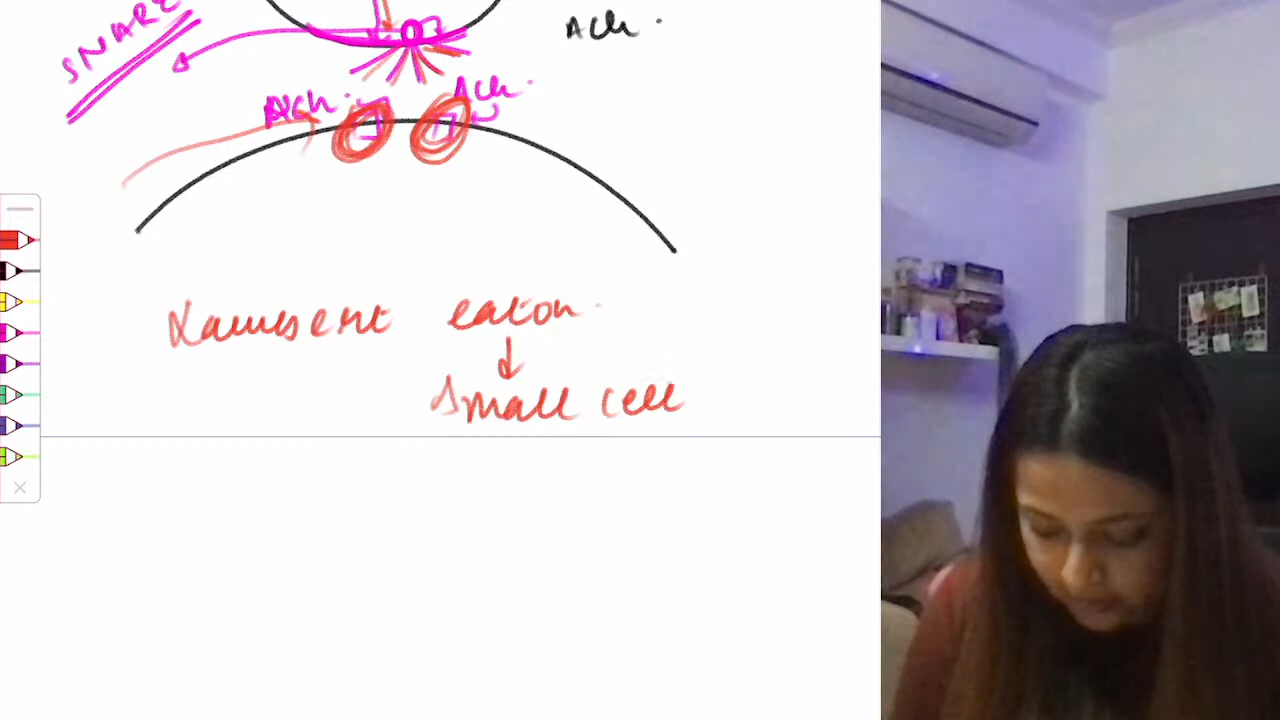 SNARE
ACh.
ACh. ACh.
Lambert eaton.
small cell